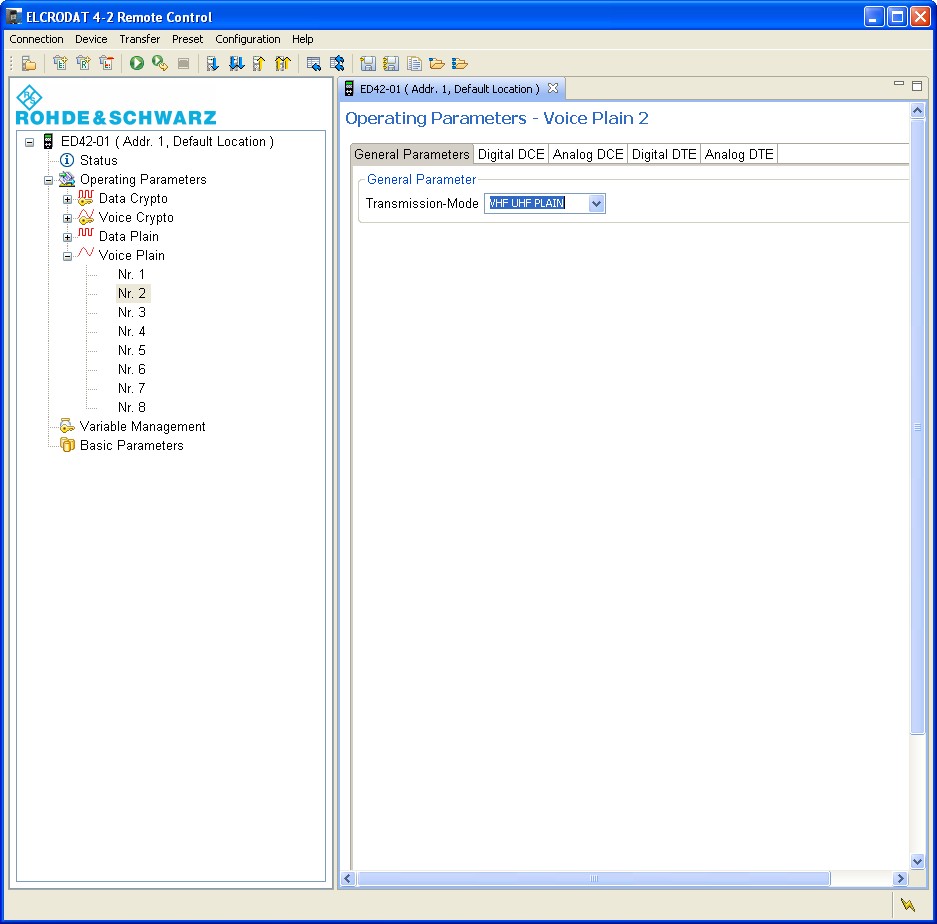 ELCRODAT 4-2 Remote Control
Connection Device Transfer Preset Configuration Help
ROHDE&SCHWARZ
ED42-01 ( Addr. 1, Default Location )
Status
Operating Parameters
Data Crypto
Voice Crypto
Data Plain
Voice Plain
Nr. 1
Nr. 2
Nr. 3
Nr. 4
Nr. 5
Nr. 6
Nr. 7
Nr. 8
Variable Management
Basic Parameters
ED42-01 ( Addr. 1, Default Location )
Operating Parameters - Voice Plain 2
General Parameters Digital DCE Analog DCE Digital DTE Analog DTE
General Parameter
Transmission-Mode VHF UHF PLAIN